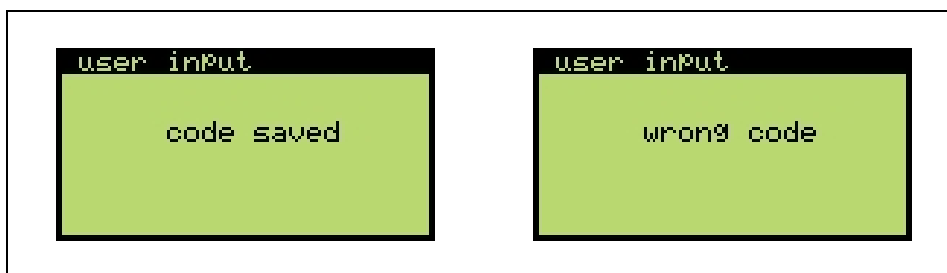 user input
code saved
user input
wrong code